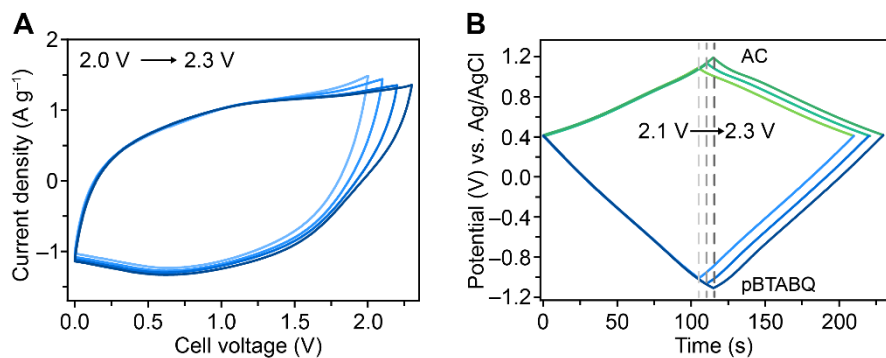 A
2.0 V → 2.3 V
Current density (A g⁻¹)
2
1
0
−1
0.0 0.5 1.0 1.5 2.0
Cell voltage (V)
B
AC
2.1 V → 2.3 V
pBTABQ
Potential (V) vs. Ag/AgCl
1.2
0.8
0.4
0.0
−0.4
−0.8
−1.2
0 50 100 150 200
Time (s)